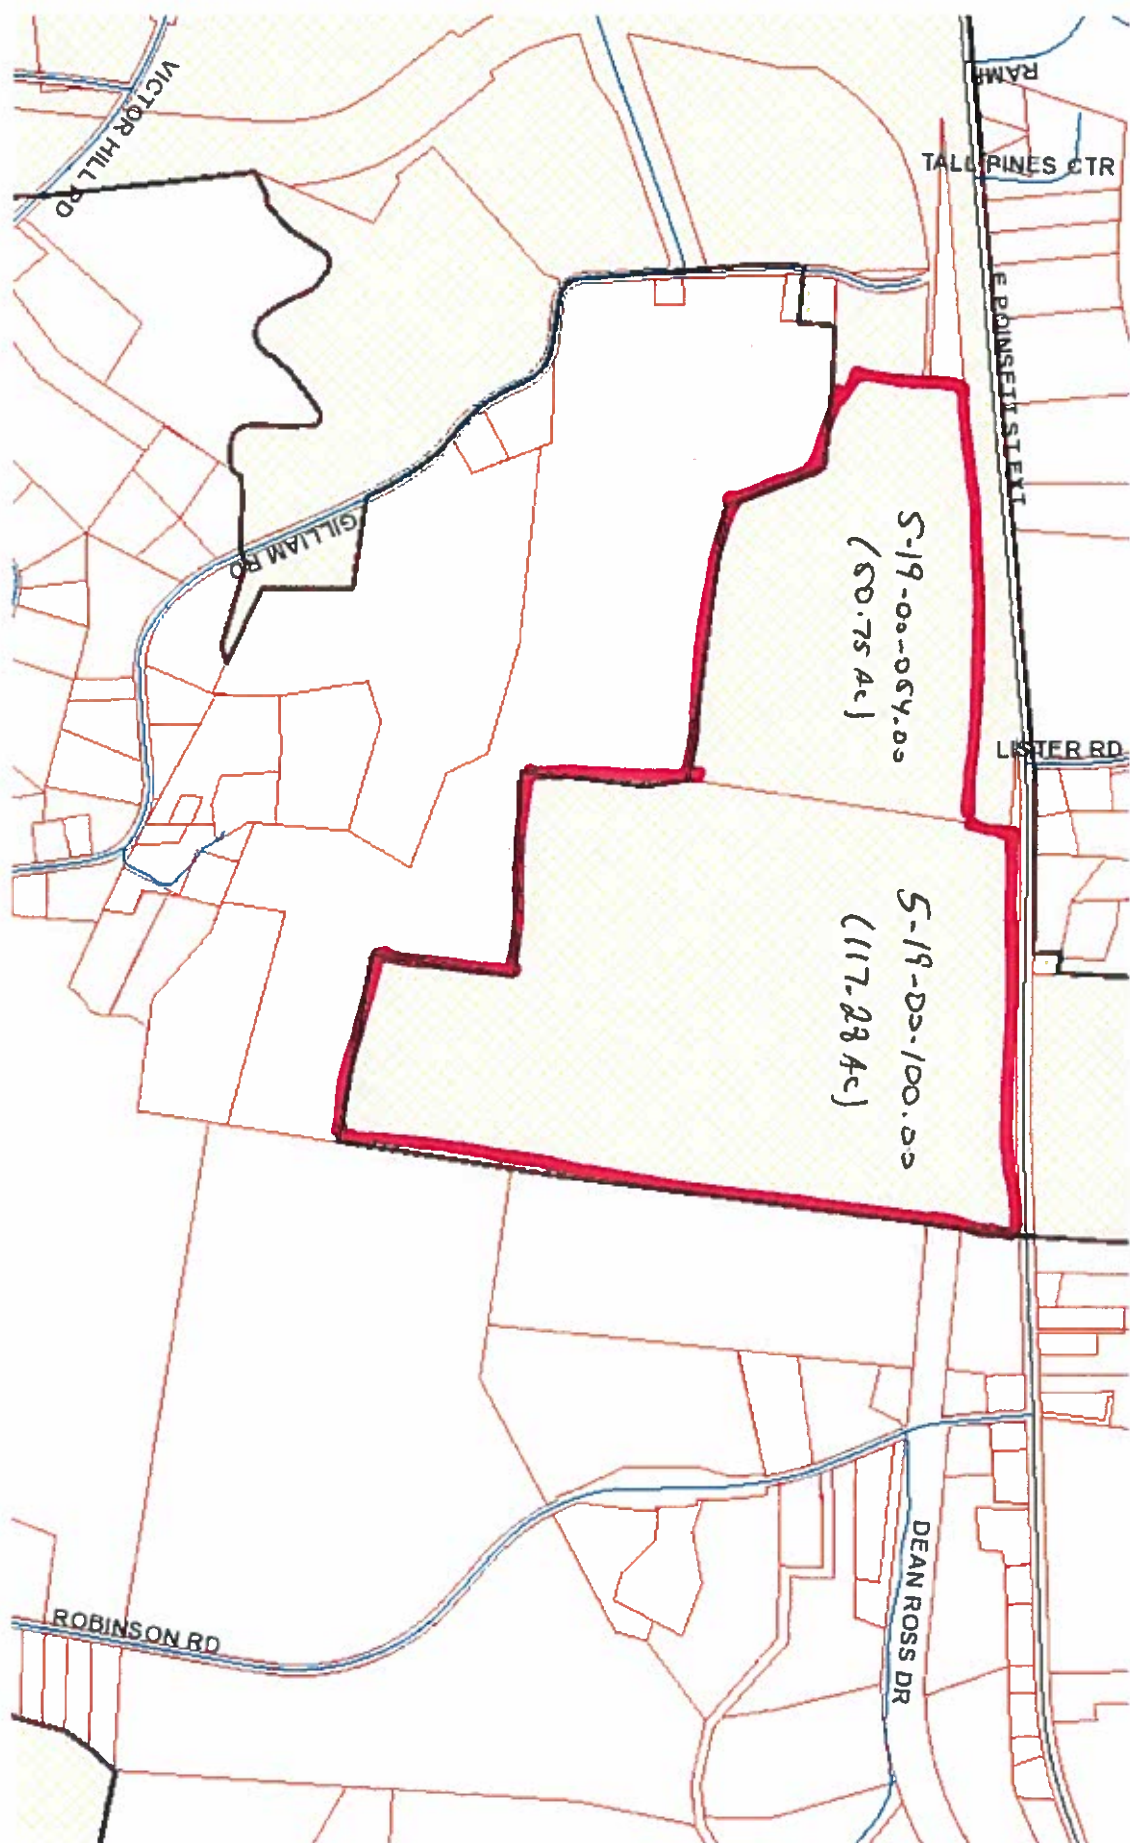 VICTOR HILL RD
RAMP
TALL PINES CTR
E POINSETT ST EXT
GILLIAM RD
5-19-00-064.00
(50.75 Ac)
LISTER RD
5-19-00-100.00
(117.28 Ac)
DEAN ROSS DR
ROBINSON RD